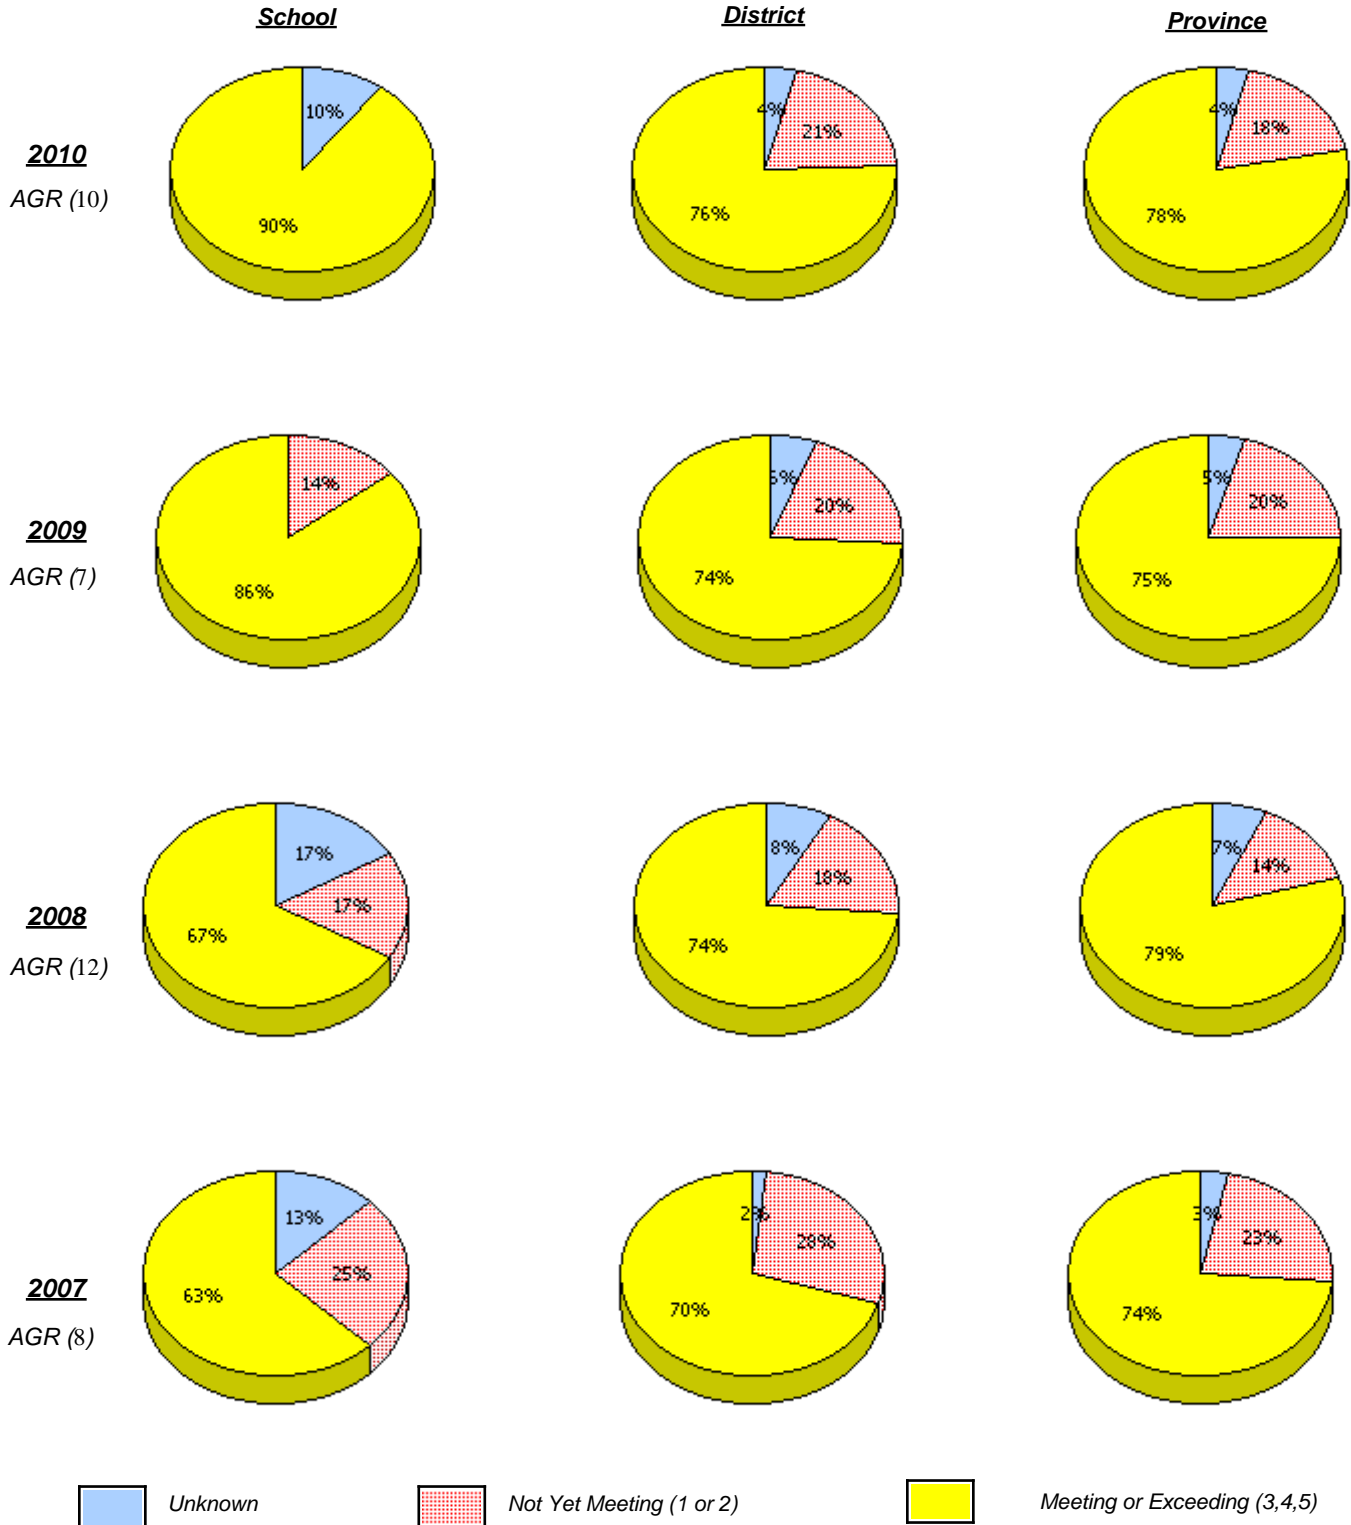 School District Province
10% 4% 21% 4% 18%
2010
AGR (10)
90% 76% 78%
14% 20% 5% 20%
2009
AGR (7)
86% 74% 75%
17% 17% 8% 18% 7% 14%
2008
AGR (12)
67% 74% 79%
13% 25% 2% 28% 3% 23%
2007
AGR (8)
63% 70% 74%
Unknown Not Yet Meeting (1 or 2) Meeting or Exceeding (3,4,5)